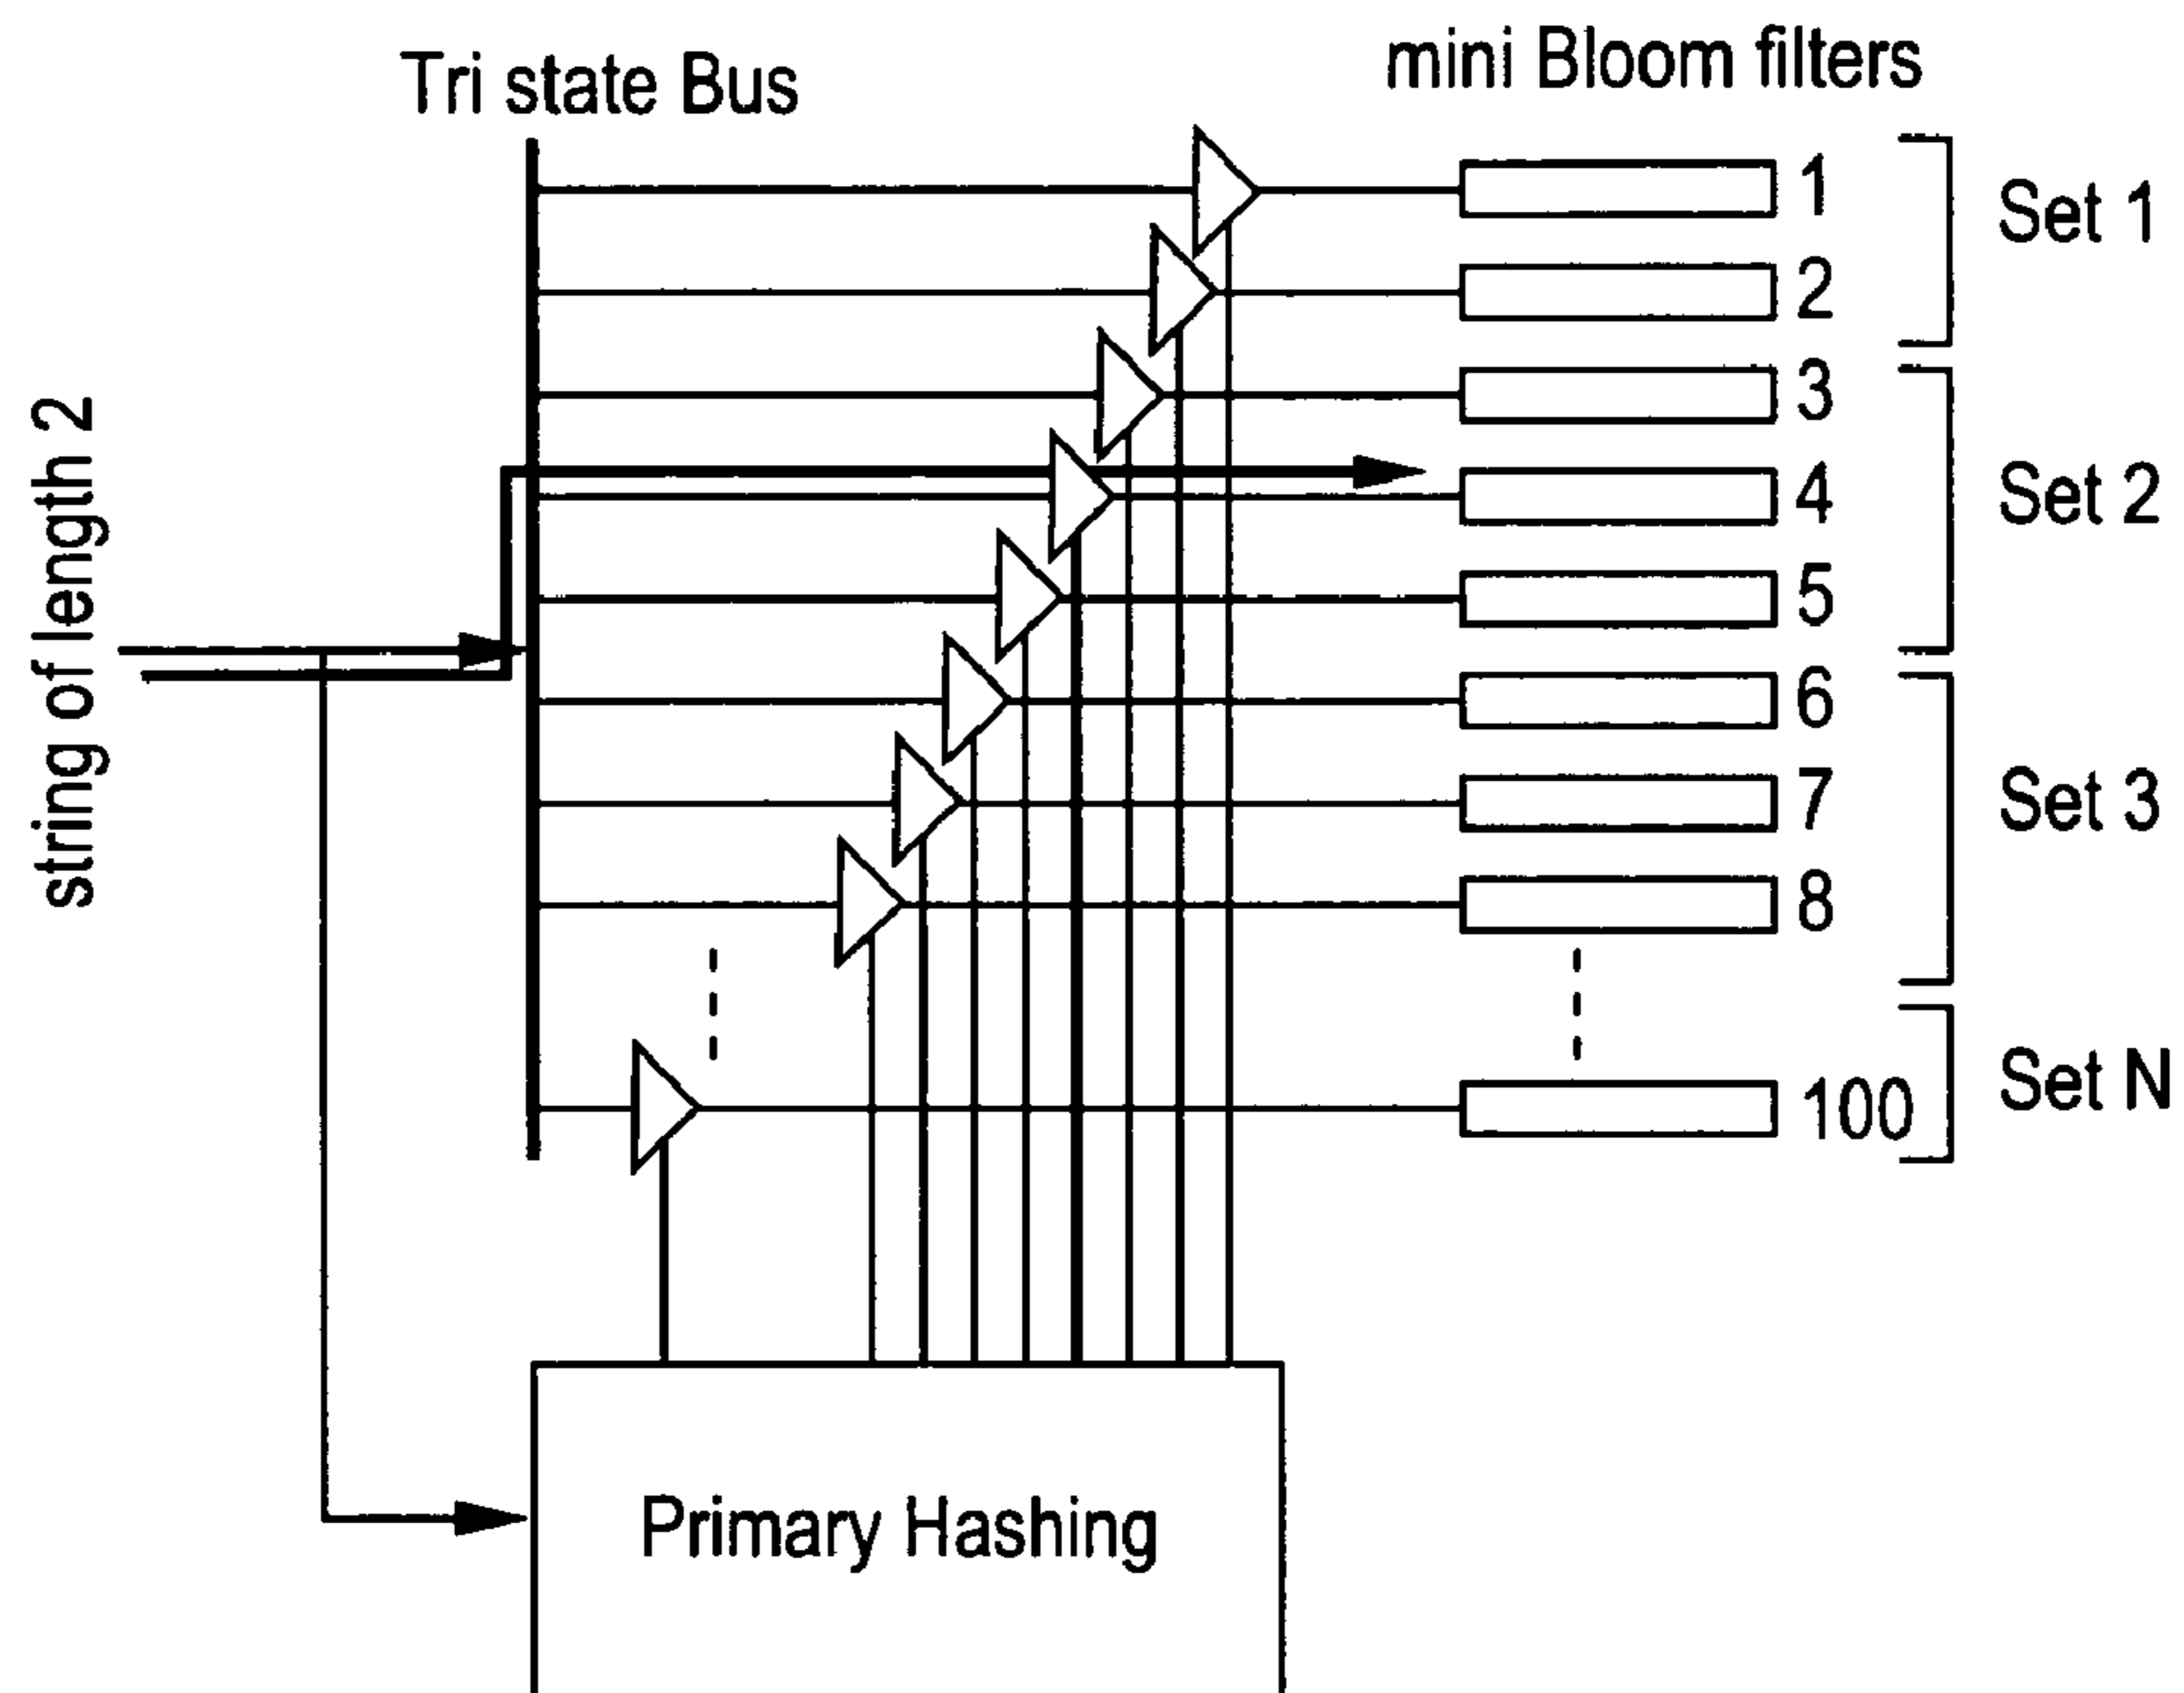 Tri state Bus
mini Bloom filters
string of length 2
1
2
Set 1
3
4
5
Set 2
6
7
8
Set 3
100
Set N
Primary Hashing